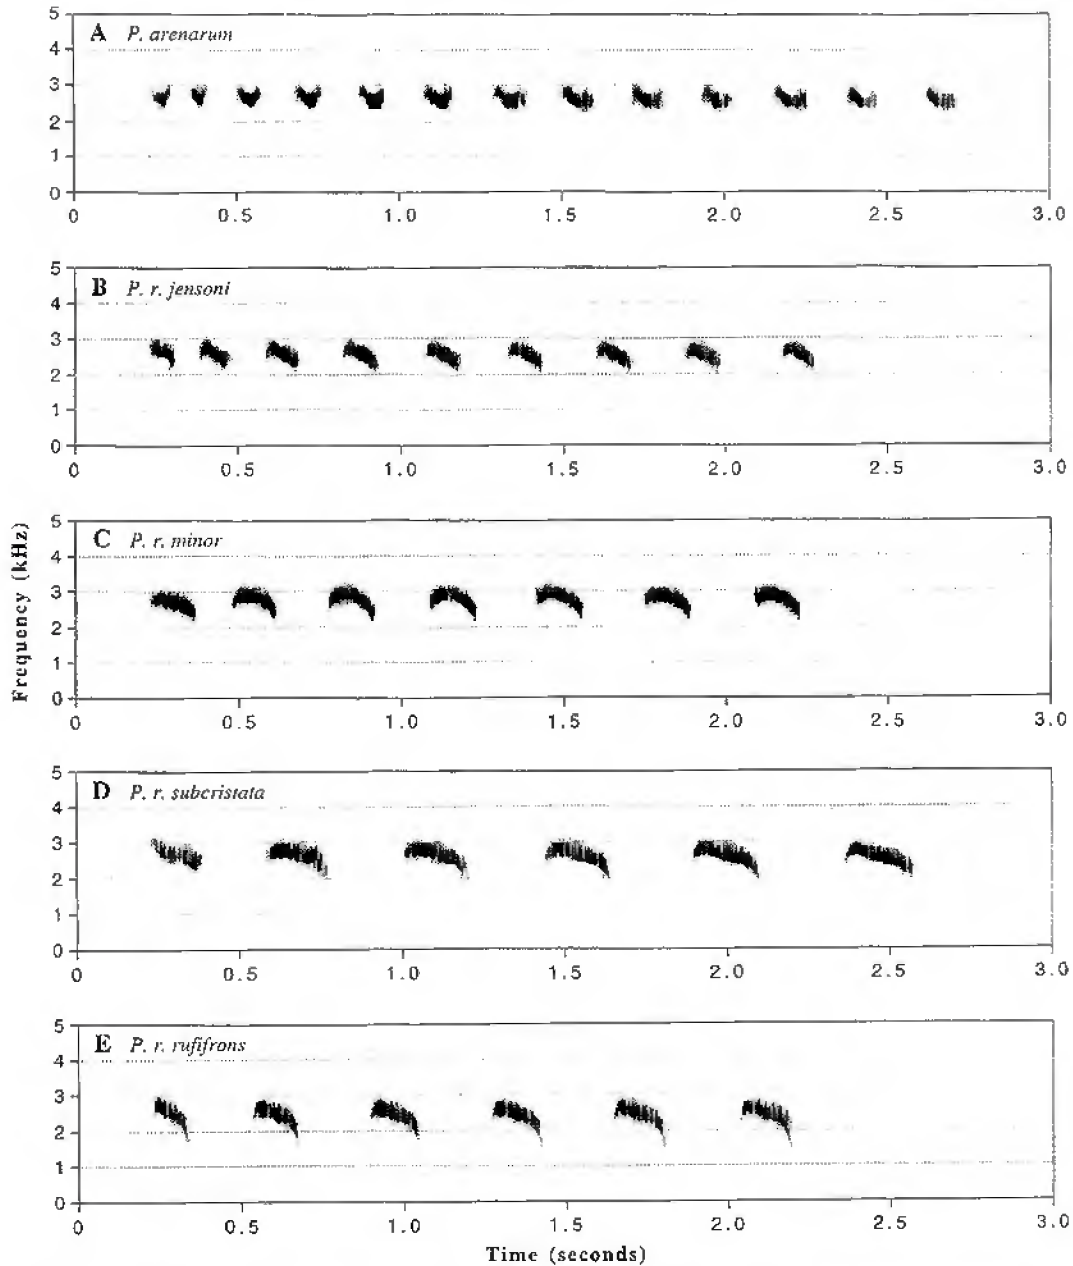 A P. arenarum
5
4
3
2
1
0
0 0.5 1.0 1.5 2.0 2.5 3.0
B P. r. jensoni
5
4
3
2
1
0
0 0.5 1.0 1.5 2.0 2.5 3.0
Frequency (kHz)
C P. r. minor
5
4
3
2
1
0
0 0.5 1.0 1.5 2.0 2.5 3.0
D P. r. subcristata
5
4
3
2
1
0
0 0.5 1.0 1.5 2.0 2.5 3.0
E P. r. rufifrons
5
4
3
2
1
0
0 0.5 1.0 1.5 2.0 2.5 3.0
Time (seconds)